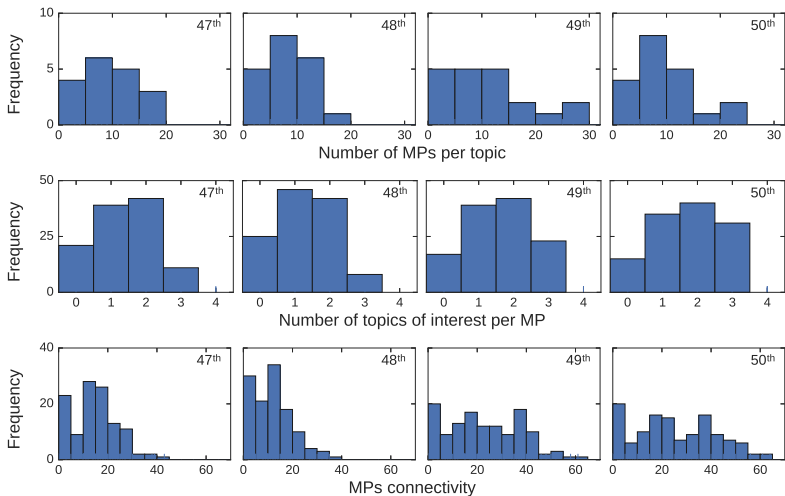 10 5 0 Frequency 47th 48th 49th 50th
0 10 20 30 0 10 20 30 0 10 20 30 0 10 20 30
Number of MPs per topic
50 25 0 Frequency 47th 48th 49th 50th
0 1 2 3 4 0 1 2 3 4 0 1 2 3 4 0 1 2 3 4
Number of topics of interest per MP
40 20 0 Frequency 47th 48th 49th 50th
0 20 40 60 0 20 40 60 0 20 40 60 0 20 40 60
MPs connectivity